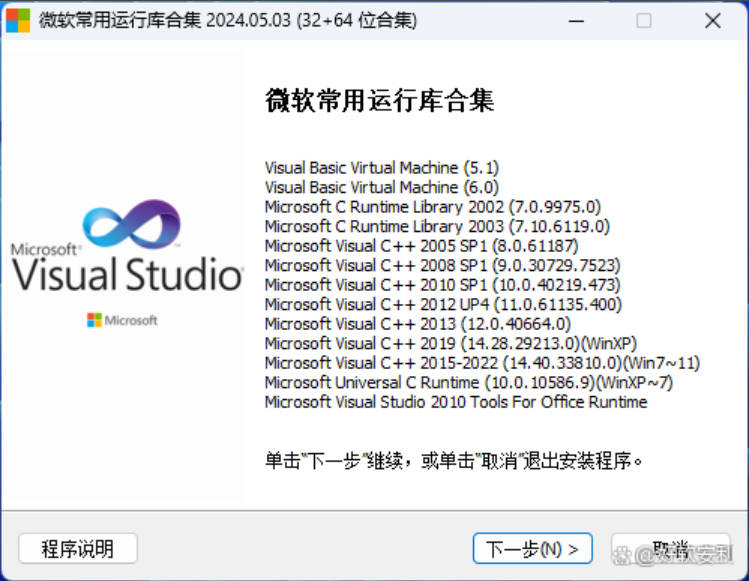 微软常用运行库合集 2024.05.03 (32+64 位合集)
微软常用运行库合集
Visual Basic Virtual Machine (5.1)
Visual Basic Virtual Machine (6.0)
Microsoft C Runtime Library 2002 (7.0.9975.0)
Microsoft C Runtime Library 2003 (7.10.6119.0)
Microsoft Visual C++ 2005 SP1 (8.0.61187)
Microsoft Visual C++ 2008 SP1 (9.0.30729.7523)
Microsoft Visual C++ 2010 SP1 (10.0.40219.473)
Microsoft Visual C++ 2012 UP4 (11.0.61135.400)
Microsoft Visual C++ 2013 (12.0.40664.0)
Microsoft Visual C++ 2019 (14.28.29213.0)(WinXP)
Microsoft Visual C++ 2015-2022 (14.40.33810.0)(Win7~11)
Microsoft Universal C Runtime (10.0.10586.9)(WinXP~7)
Microsoft Visual Studio 2010 Tools For Office Runtime
Microsoft®
Visual Studio®
Microsoft
单击"下一步"继续，或单击"取消"退出安装程序。
程序说明
下一步(N) >
取消